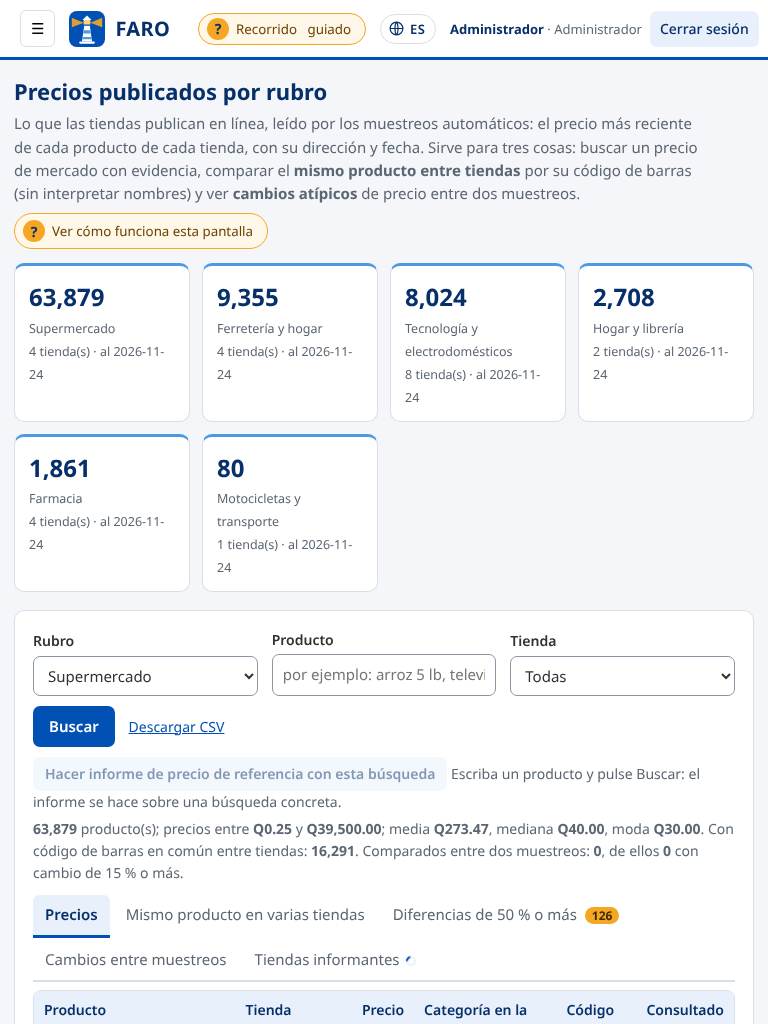 ☰ FARO ? Recorrido guiado ES Administrador · Administrador Cerrar sesión
Precios publicados por rubro
Lo que las tiendas publican en línea, leído por los muestreos automáticos: el precio más reciente
de cada producto de cada tienda, con su dirección y fecha. Sirve para tres cosas: buscar un precio
de mercado con evidencia, comparar el mismo producto entre tiendas por su código de barras
(sin interpretar nombres) y ver cambios atípicos de precio entre dos muestreos.
? Ver cómo funciona esta pantalla
63,879
Supermercado
4 tienda(s) · al 2026-11-
24
9,355
Ferretería y hogar
4 tienda(s) · al 2026-11-
24
8,024
Tecnología y
electrodomésticos
8 tienda(s) · al 2026-11-
24
2,708
Hogar y librería
2 tienda(s) · al 2026-11-
24
1,861
Farmacia
4 tienda(s) · al 2026-11-
24
80
Motocicletas y
transporte
1 tienda(s) · al 2026-11-
24
Rubro
Supermercado
Producto
por ejemplo: arroz 5 lb, televi
Tienda
Todas
Buscar Descargar CSV
Hacer informe de precio de referencia con esta búsqueda Escriba un producto y pulse Buscar: el
informe se hace sobre una búsqueda concreta.
63,879 producto(s); precios entre Q0.25 y Q39,500.00; media Q273.47, mediana Q40.00, moda Q30.00. Con
código de barras en común entre tiendas: 16,291. Comparados entre dos muestreos: 0, de ellos 0 con
cambio de 15 % o más.
Precios Mismo producto en varias tiendas Diferencias de 50 % o más 126
Cambios entre muestreos Tiendas informantes
Producto Tienda Precio Categoría en la Código Consultado